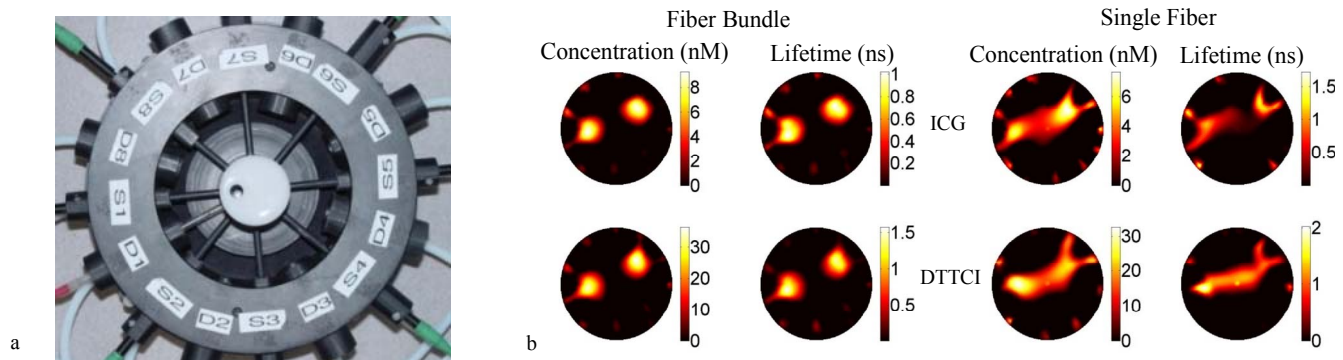 Fiber Bundle
Single Fiber
Concentration (nM)
Lifetime (ns)
Concentration (nM)
Lifetime (ns)
S7
D6
S6
D5
S5
D4
S4
D3
S3
D2
S2
D1
S1
D8
S8
D7
8
6
4
2
0
1
0.8
0.6
0.4
0.2
ICG
6
4
2
0
1.5
1
0.5
30
20
10
0
1.5
1
0.5
DTTCI
30
20
10
0
2
1
0
a
b